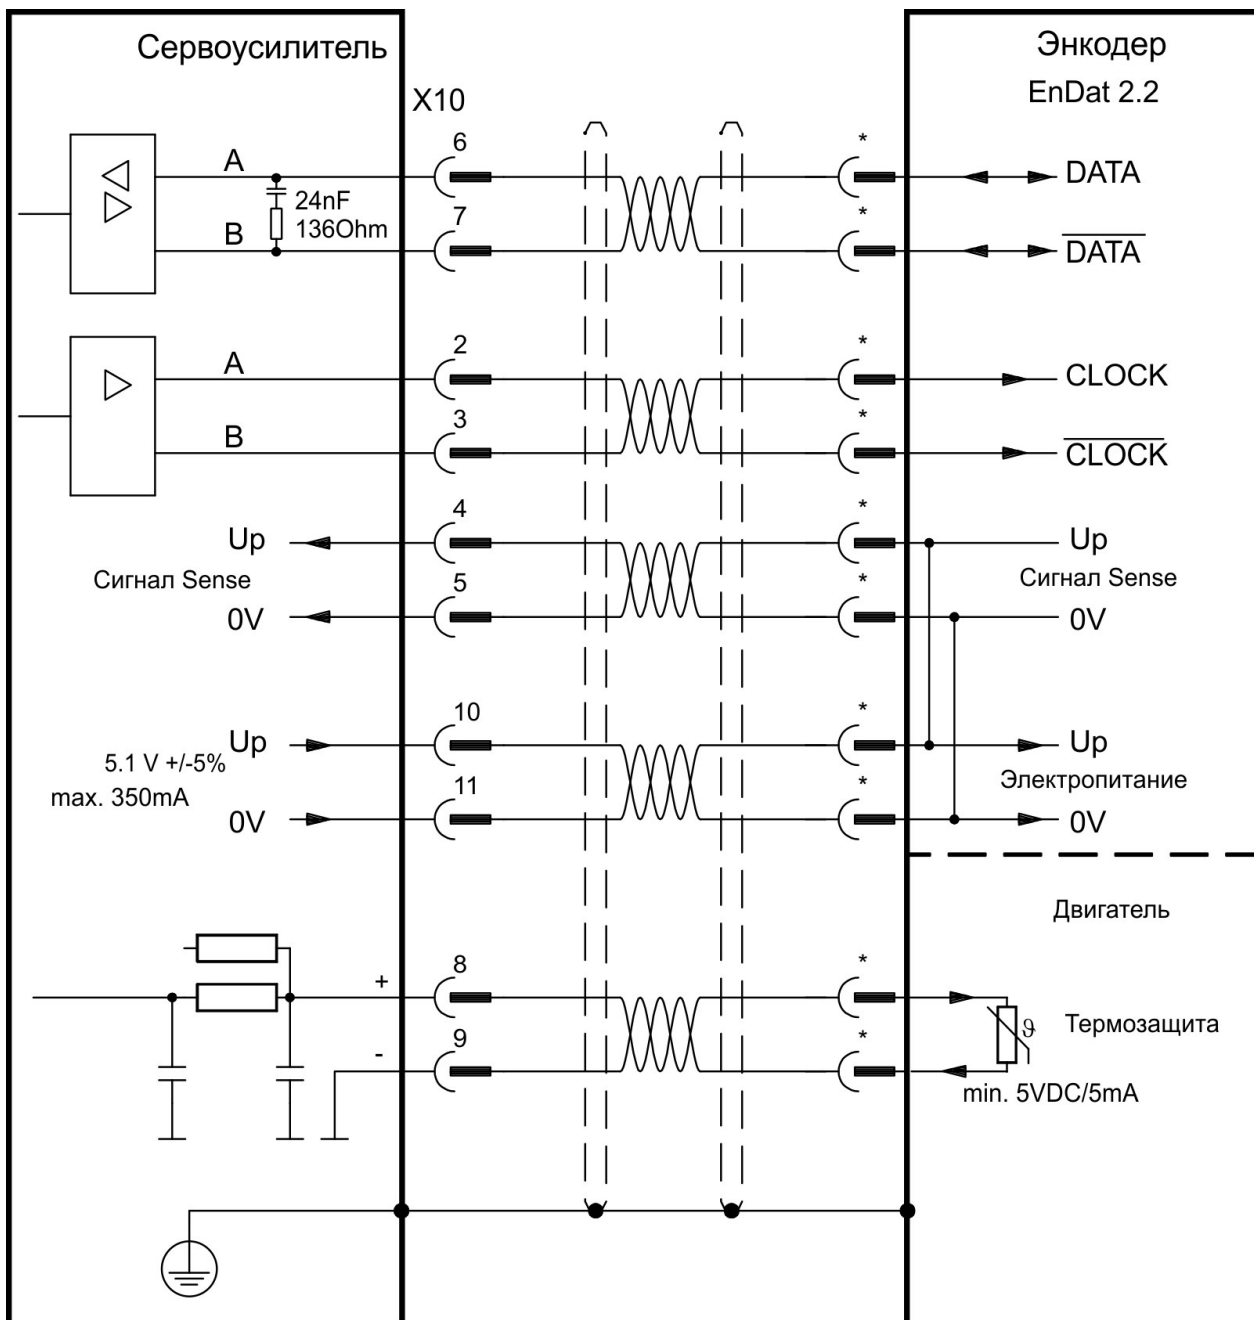 Сервоусилитель
Энкодер
EnDat 2.2
X10
A
6
*
DATA
24nF
136Ohm
B
7
*
DATA
A
2
*
CLOCK
B
3
*
CLOCK
Up
4
*
Up
Сигнал Sense
Сигнал Sense
0V
5
*
0V
Up
10
*
Up
5.1 V +/-5%
max. 350mA
Электропитание
0V
11
*
0V
Двигатель
+
8
*
ϑ
Термозащита
-
9
*
min. 5VDC/5mA